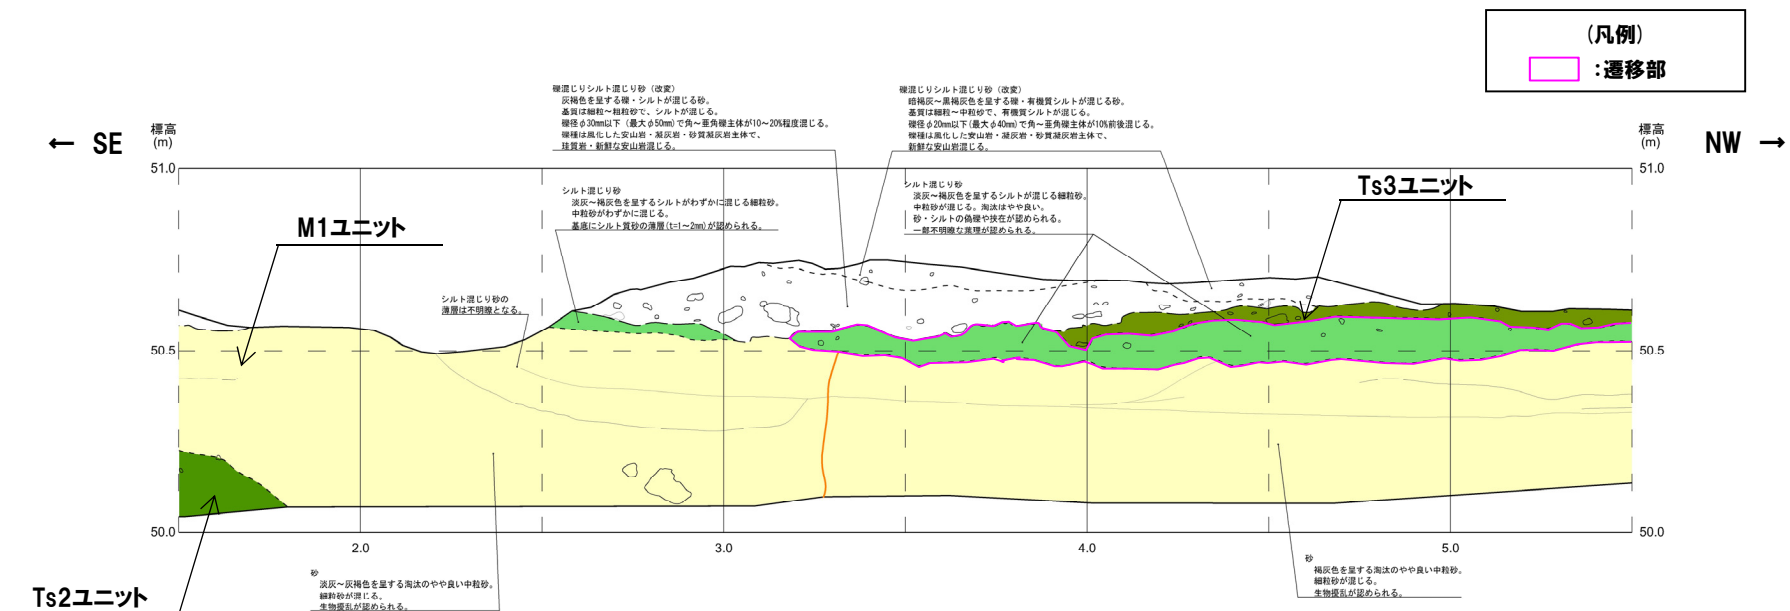 (凡例)
:遷移部
← SE
標高
(m)
標高
(m)
NW →
礫混じりシルト混じり砂(改変)
灰褐色を呈する礫・シルトが混じる砂。
基質は細粒~粗粒砂で、シルトが混じる。
礫径φ30mm以下(最大φ50mm)で角~亜角礫主体が10~20%程度混じる。
礫種は風化した安山岩・凝灰岩・砂質凝灰岩主体で、
珪質岩・新鮮な安山岩混じる。
礫混じりシルト混じり砂(改変)
暗褐灰~黒褐灰色を呈する礫・有機質シルトが混じる砂。
基質は細粒~中粒砂で、有機質シルトが混じる。
礫径φ20mm以下(最大φ40mm)で角~亜角礫主体が10%前後混じる。
礫種は風化した安山岩・凝灰岩・砂質凝灰岩主体で、
新鮮な安山岩混じる。
51.0
51.0
シルト混じり砂
淡灰~褐灰色を呈するシルトがわずかに混じる細粒砂。
中粒砂がわずかに混じる。
基底にシルト質砂の薄層(t=1~2mm)が認められる。
シルト混じり砂
淡灰~褐灰色を呈するシルトが混じる細粒砂。
中粒砂が混じる。淘汰はやや良い。
砂・シルトの偽礫や挟在が認められる。
一部不明瞭な葉理が認められる。
Ts3ユニット
M1ユニット
シルト混じり砂の
薄層は不明瞭となる。
50.5
50.5
50.0
50.0
2.0
3.0
4.0
5.0
Ts2ユニット
砂
淡灰~灰褐色を呈する淘汰のやや良い中粒砂。
細粒砂が混じる。
生物擾乱が認められる。
砂
褐灰色を呈する淘汰のやや良い中粒砂。
細粒砂が混じる。
生物擾乱が認められる。